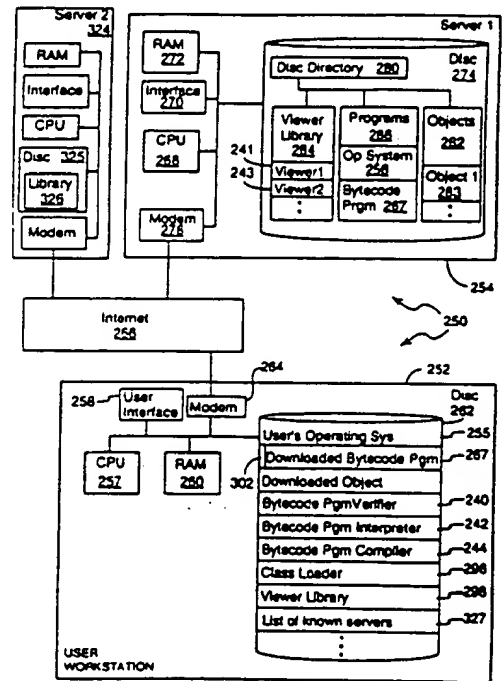 Server 2
324
RAM
Interface
CPU
Disc 325
Library
326
Modem
Server 1
RAM
272
Interface
270
CPU
268
Modem
278
Disc
274
Disc Directory 280
Viewer
Library
284
241
Viewer1
243
Viewer2
Programs
286
Op System
256
Bytecode
Prgm 267
Objects
282
Object 1
283
254
Internet
256
250
252
258
User
Interface
Modem
264
Disc
262
CPU
257
RAM
260
User's Operating Sys
255
302
Downloaded Bytecode Pgm
267
Downloaded Object
Bytecode PgmVerifier
240
Bytecode Pgm Interpreter
242
Bytecode Pgm Compiler
244
Class Loader
296
Viewer Library
298
List of known servers
327
USER
WORKSTATION